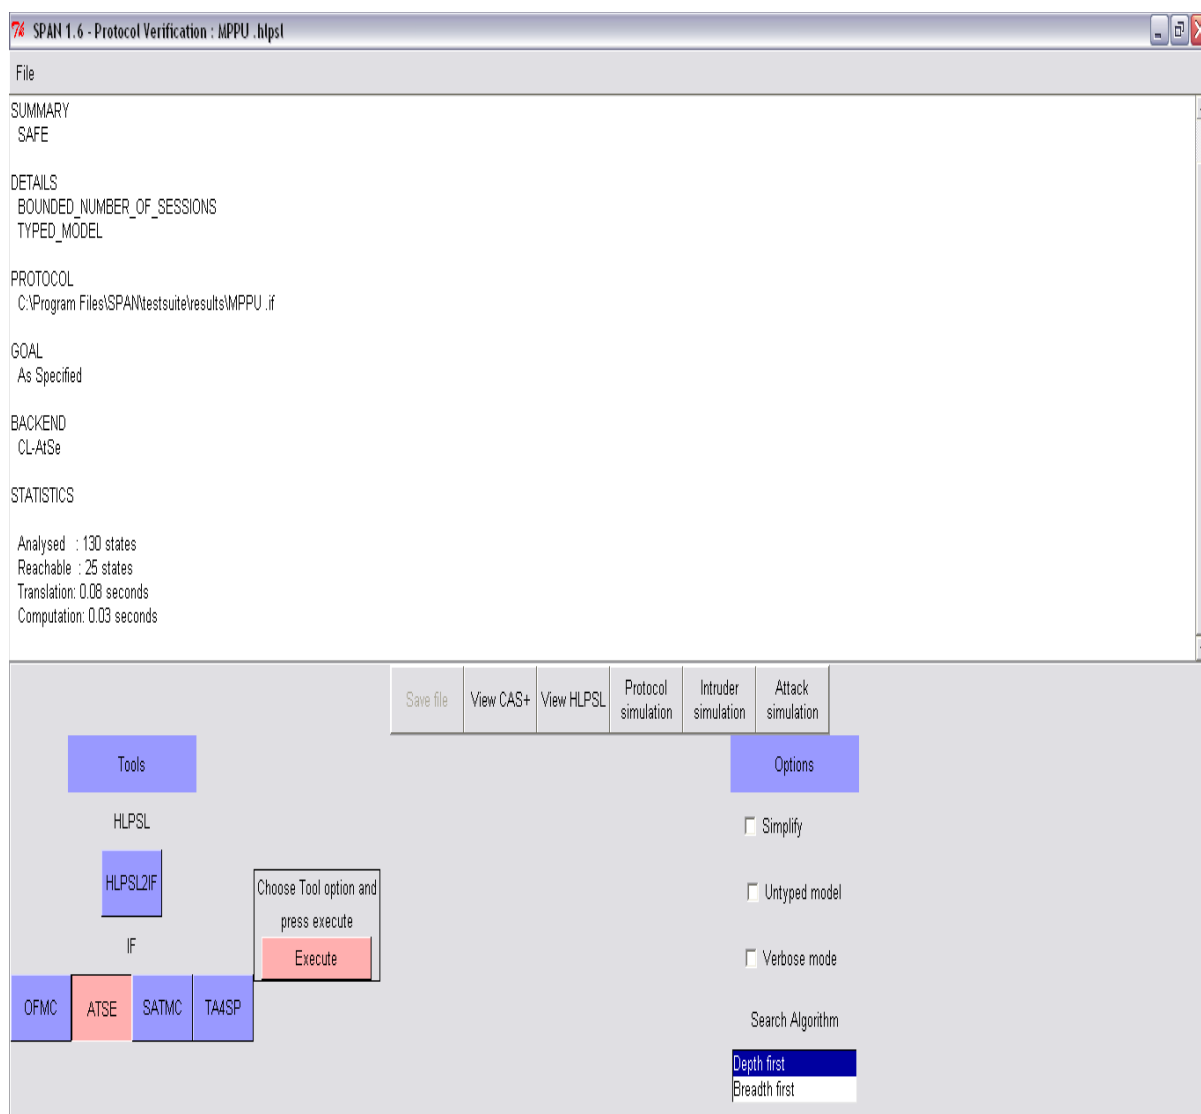 SPAN 1.6 - Protocol Verification : MPPU .hlpsl
File
SUMMARY
SAFE
DETAILS
BOUNDED_NUMBER_OF_SESSIONS
TYPED_MODEL
PROTOCOL
C:\Program Files\SPAN\testsuite\results\MPPU .if
GOAL
As Specified
BACKEND
CL-AtSe
STATISTICS
Analysed : 130 states
Reachable : 25 states
Translation: 0.08 seconds
Computation: 0.03 seconds
Save file
View CAS+
View HLPSL
Protocol
simulation
Intruder
simulation
Attack
simulation
Tools
Options
HLPSL
Simplify
HLPSL2IF
Choose Tool option and
press execute
Execute
Untyped model
IF
Verbose mode
OFMC
ATSE
SATMC
TA4SP
Search Algorithm
Depth first
Breadth first